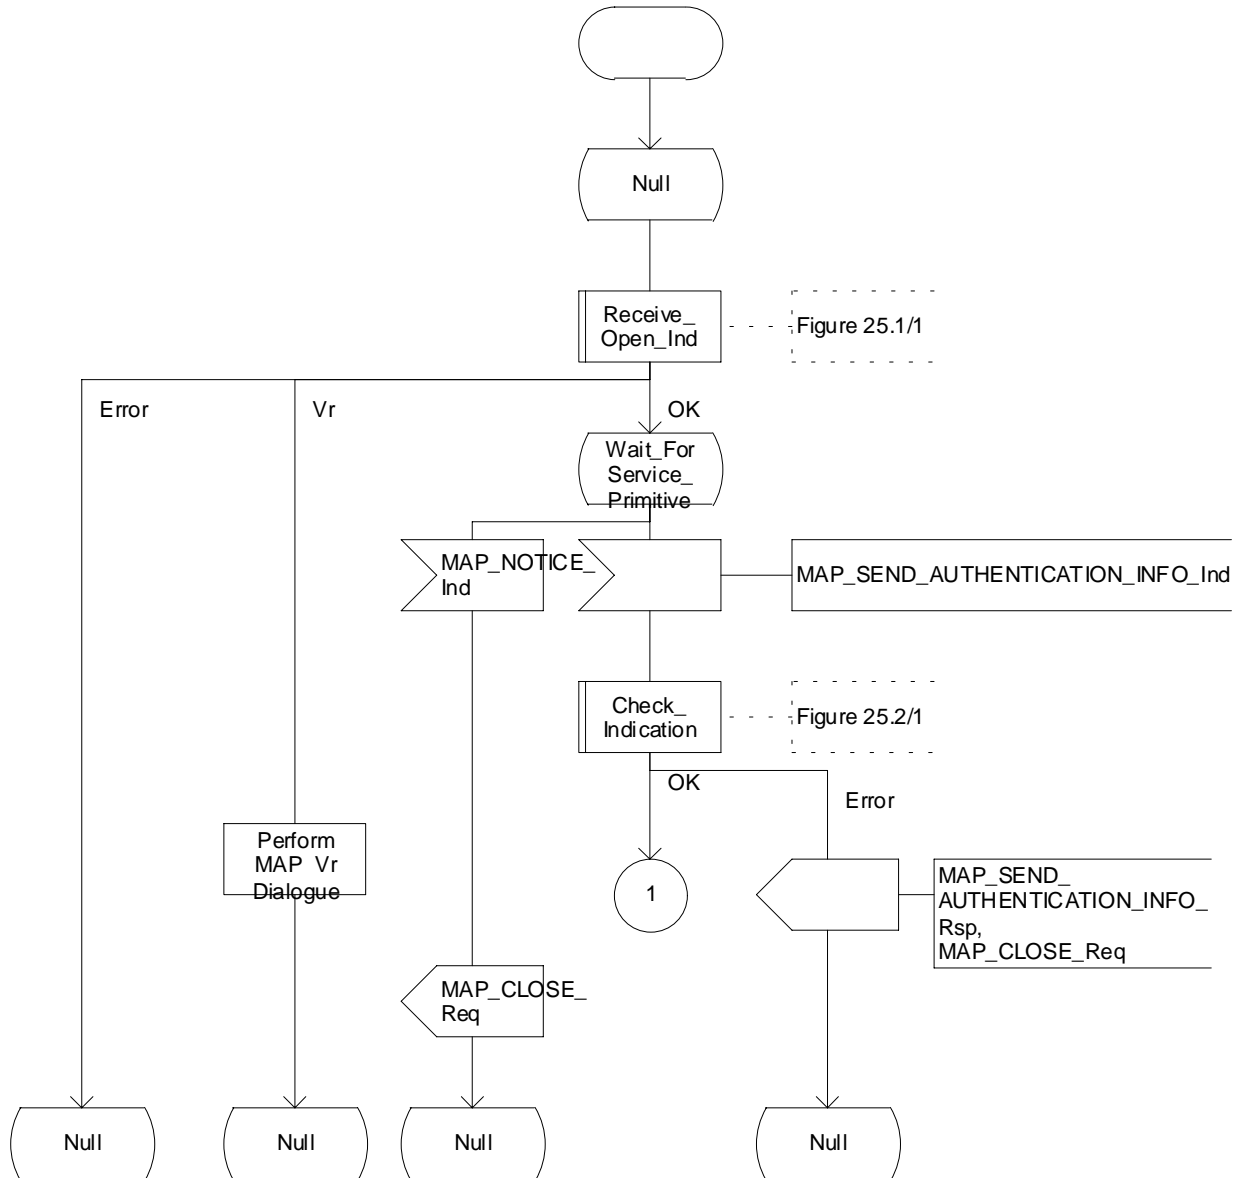 Null
Receive_
Open_Ind
Figure 25.1/1
Error
Vr
OK
Wait_For
Service_
Primitive
MAP_NOTICE_
Ind
MAP_SEND_AUTHENTICATION_INFO_Ind
Check_
Indication
Figure 25.2/1
OK
Error
Perform
MAP Vr
Dialogue
1
MAP_SEND_
AUTHENTICATION_INFO_
Rsp,
MAP_CLOSE_Req
MAP_CLOSE_
Req
Null
Null
Null
Null